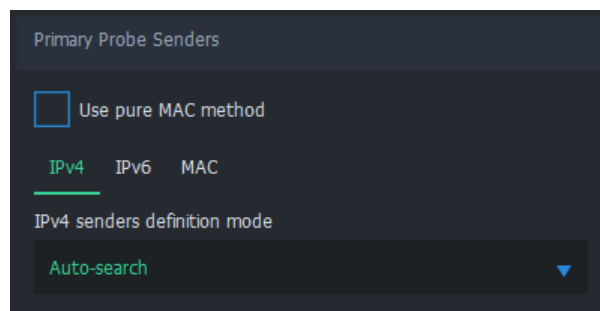 Primary Probe Senders
Use pure MAC method
IPv4 IPv6 MAC
IPv4 senders definition mode
Auto-search